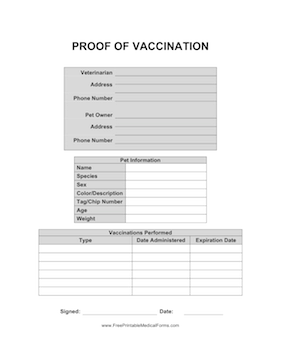 PROOF OF VACCINATION
Veterinarian
Address
Phone Number
Pet Owner
Address
Phone Number
Pet Information
Name
Species
Sex
Color/Description
Tag/Chip Number
Age
Weight
Vaccinations Performed
Type Date Administered Expiration Date
Signed: Date:
www.FreePrintableMedicalForms.com